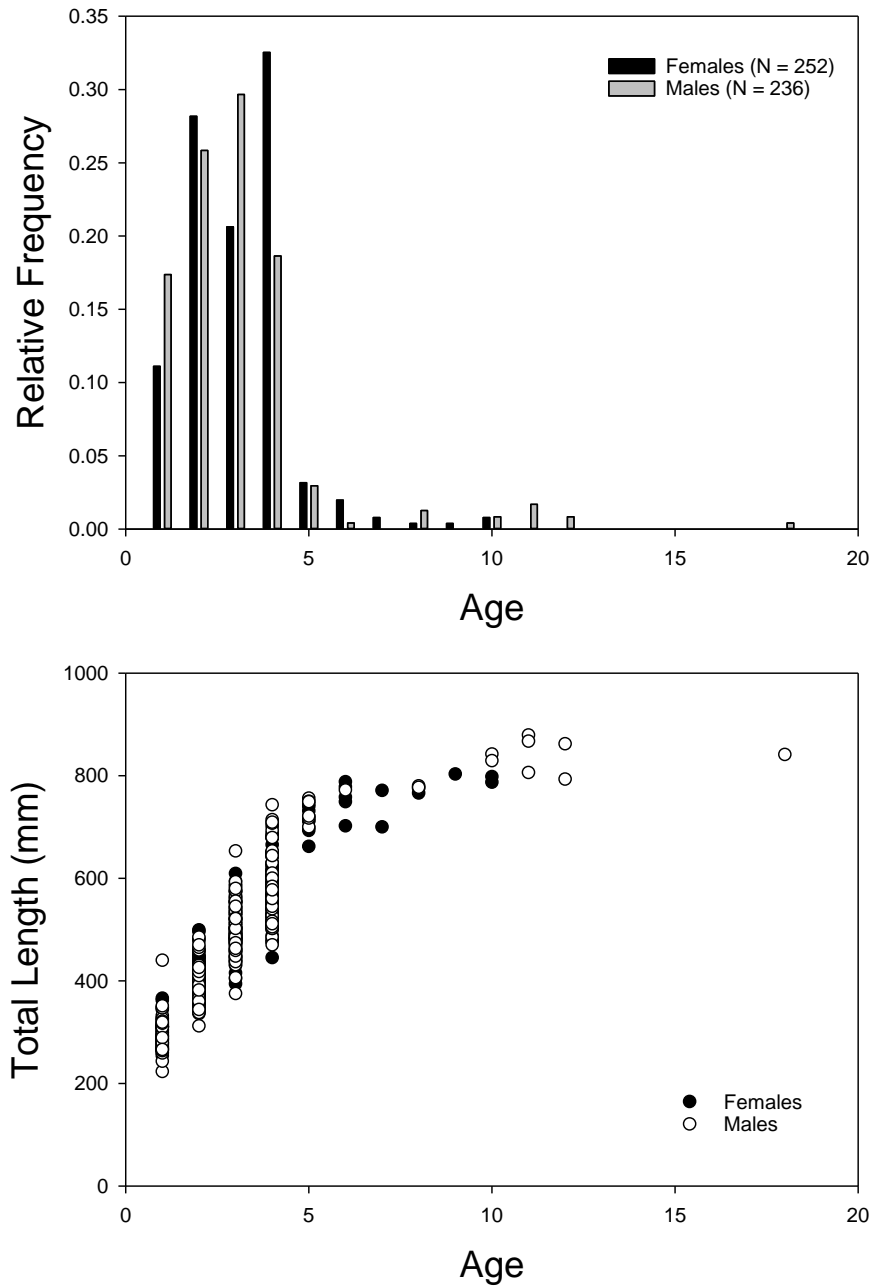 0.35
0.30
0.25
0.20
0.15
0.10
0.05
0.00
Relative Frequency
Females (N = 252)
Males (N = 236)
0 5 10 15 20
Age
1000
800
600
400
200
0
Total Length (mm)
Females
Males
0 5 10 15 20
Age